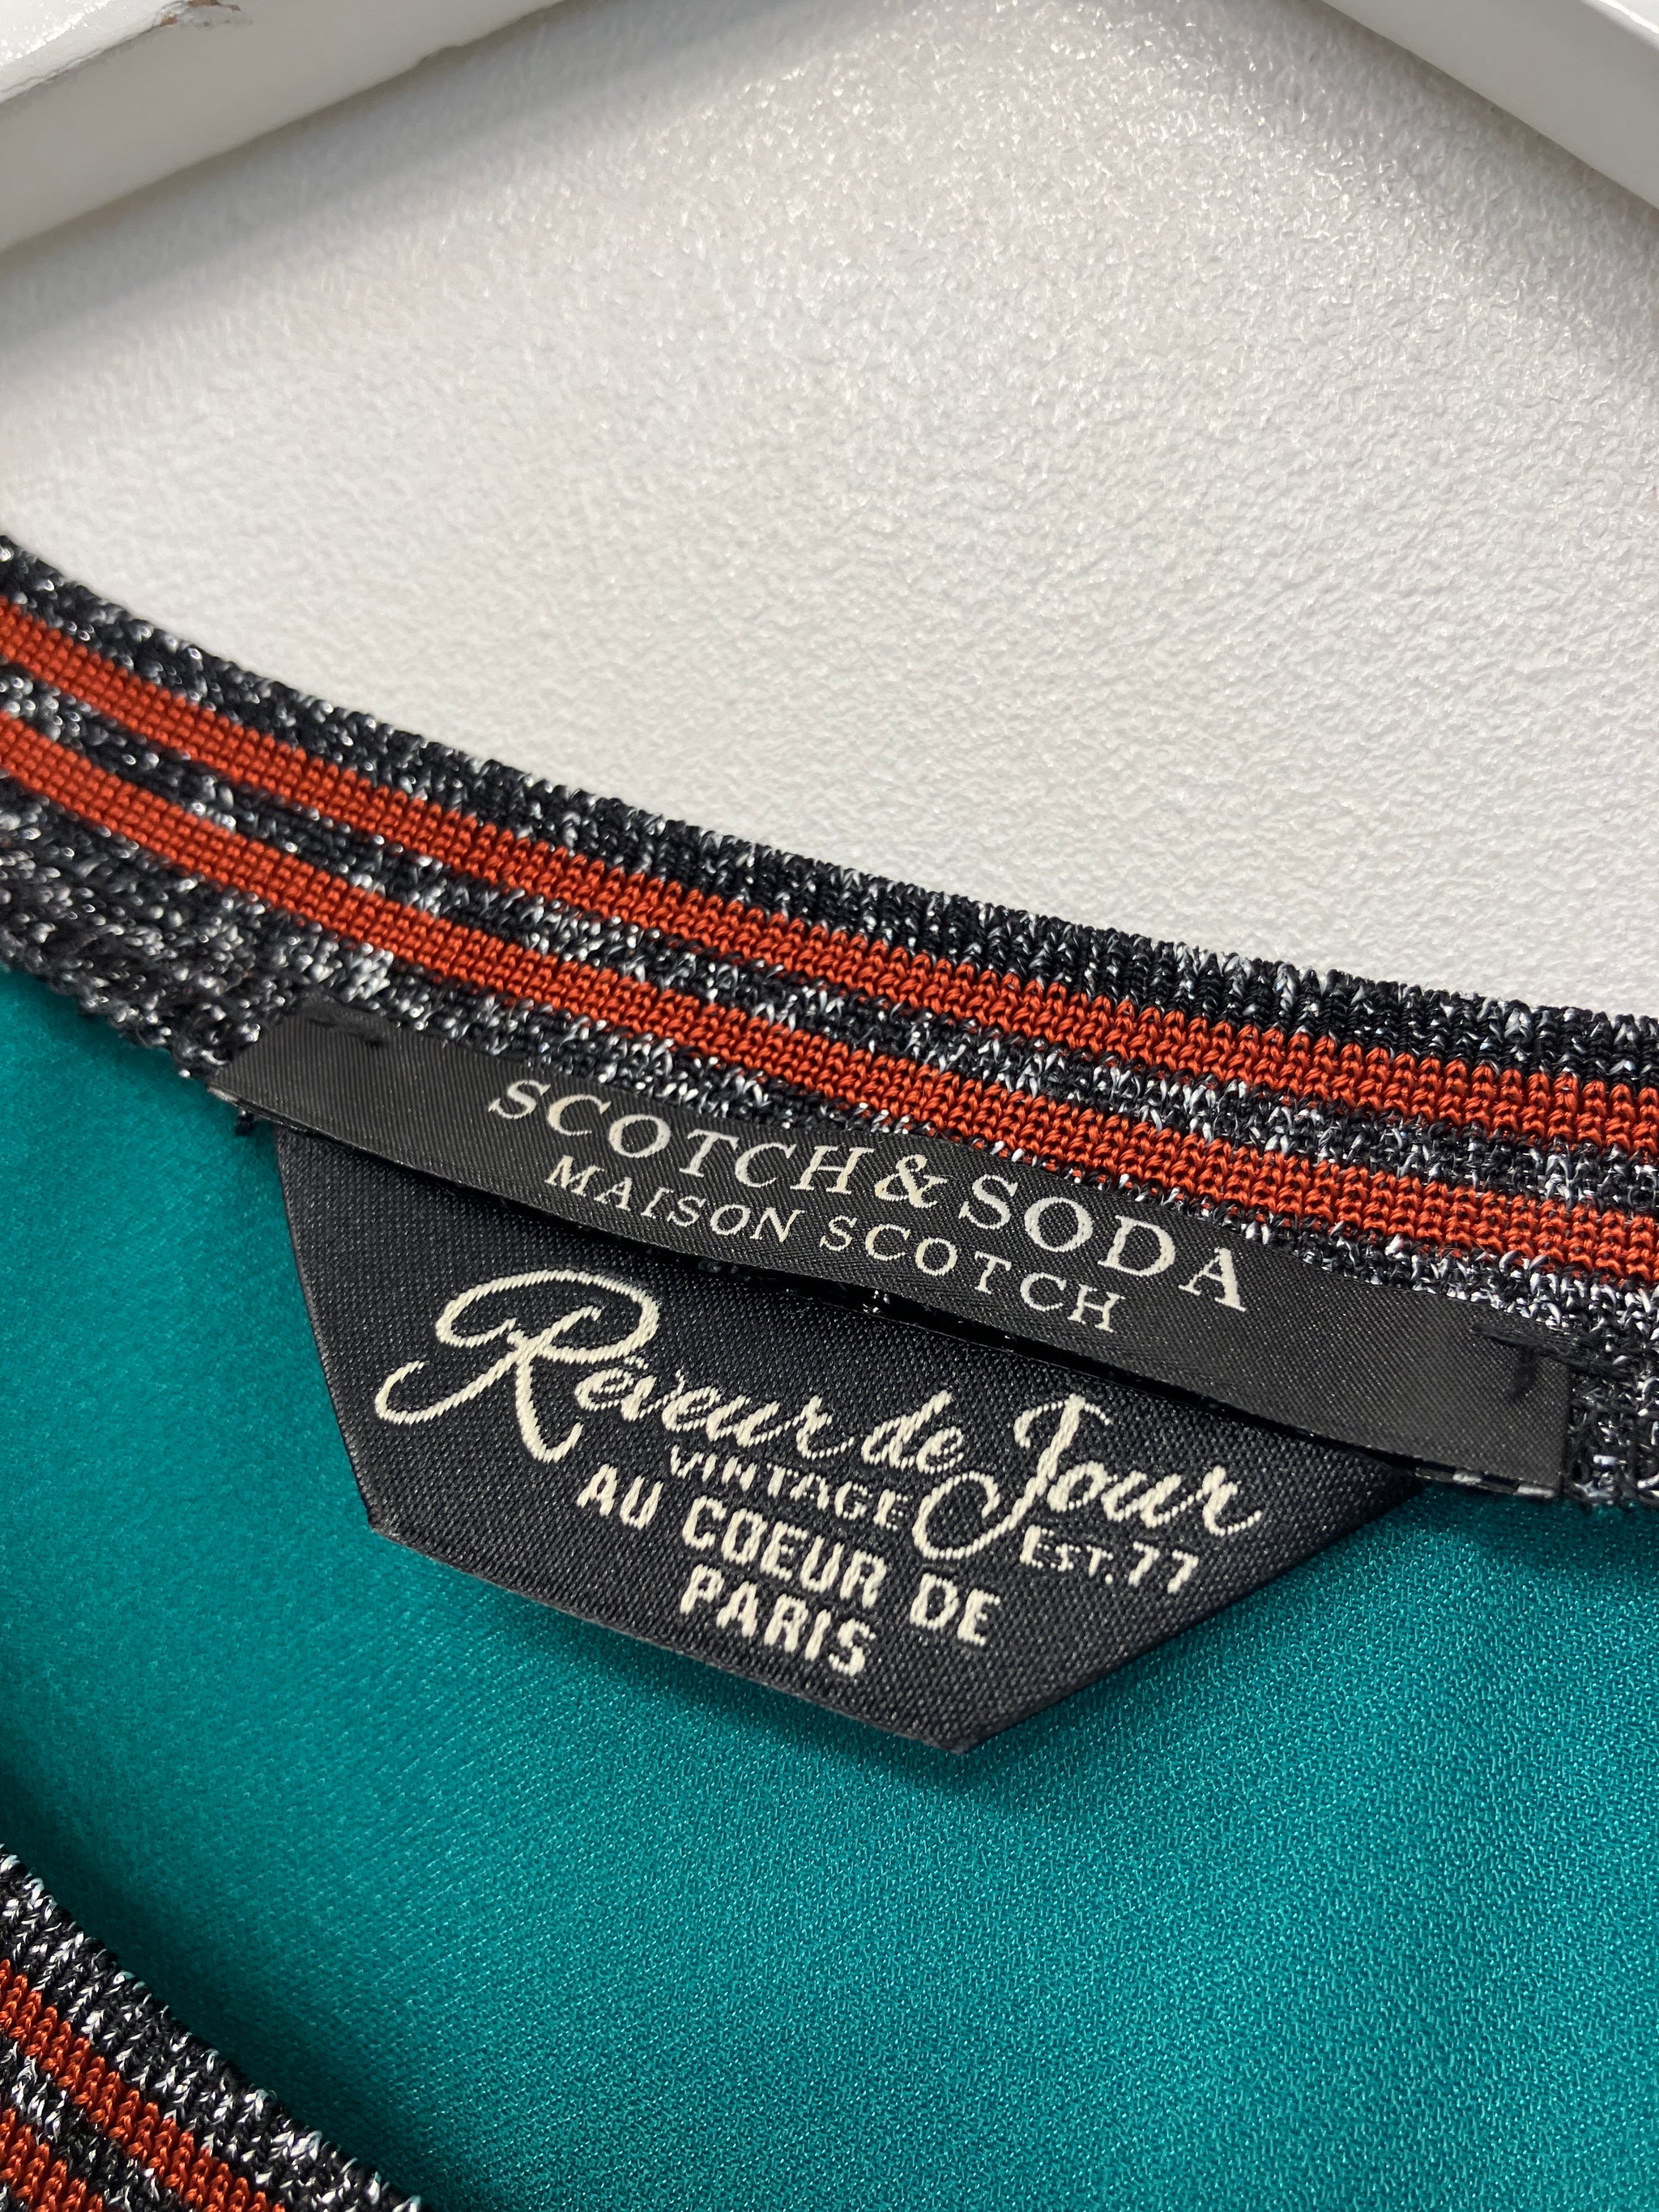 SCOTCH & SODA
MAISON SCOTCH
Rêveur de Jour
VINTAGE EST. 77
AU COEUR DE
PARIS